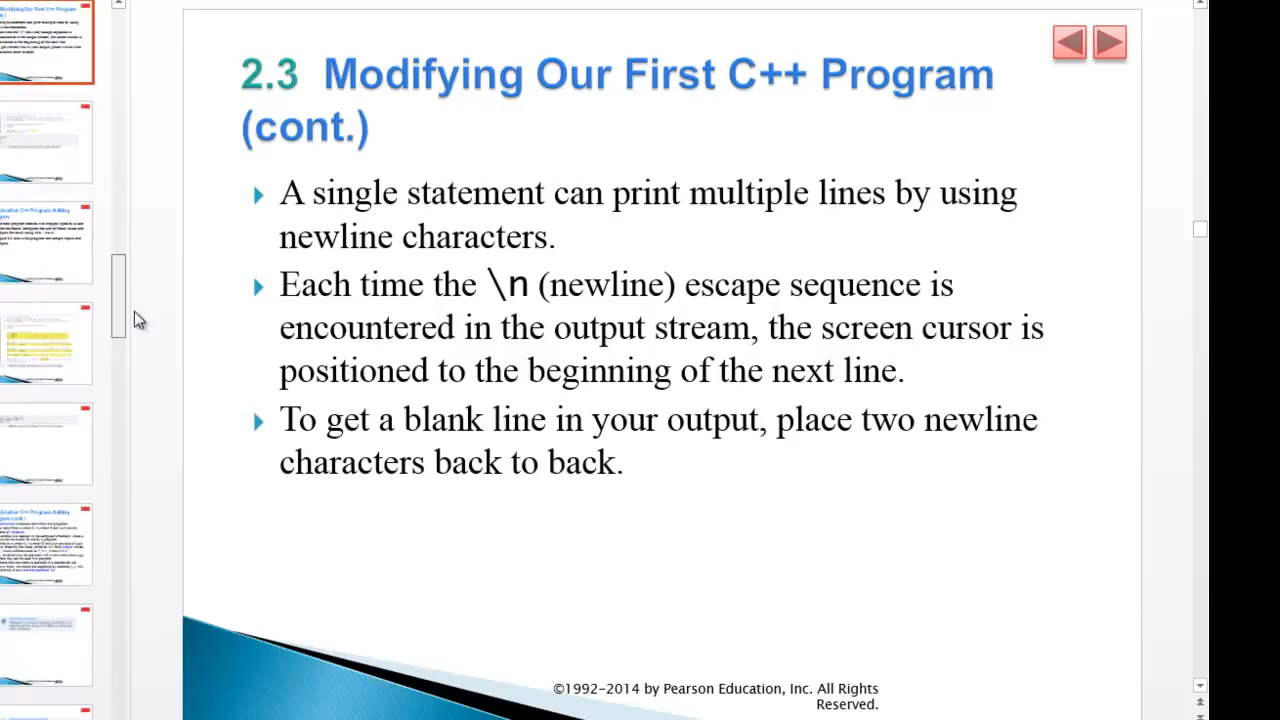 2.3 Modifying Our First C++ Program
(cont.)
A single statement can print multiple lines by using
newline characters.
Each time the \n (newline) escape sequence is
encountered in the output stream, the screen cursor is
positioned to the beginning of the next line.
To get a blank line in your output, place two newline
characters back to back.
©1992-2014 by Pearson Education, Inc. All Rights
Reserved.